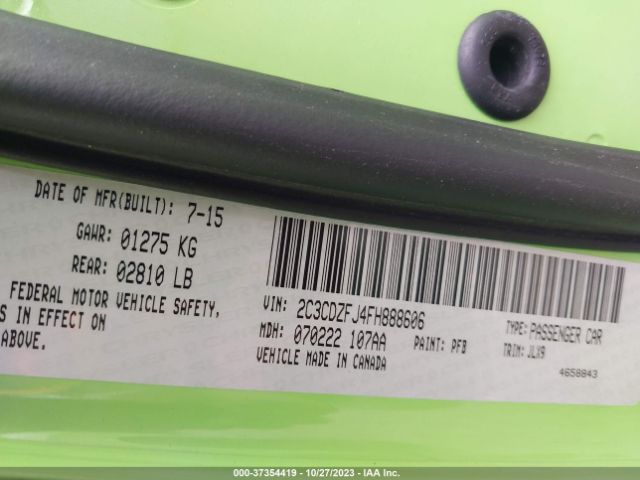 DATE OF MFR(BUILT): 7-15
GAWR: 01275 KG
REAR: 02810 LB
FEDERAL MOTOR VEHICLE SAFETY,
S IN EFFECT ON
ABOVE.
VIN: 2C3CDZFJ4FH888606
MDH: 070222 107AA
PAINT: PFB
VEHICLE MADE IN CANADA
TYPE: PASSENGER CAR
TRIM: JLX9
4658843
000-37354419 - 10/27/2023 - IAA Inc.